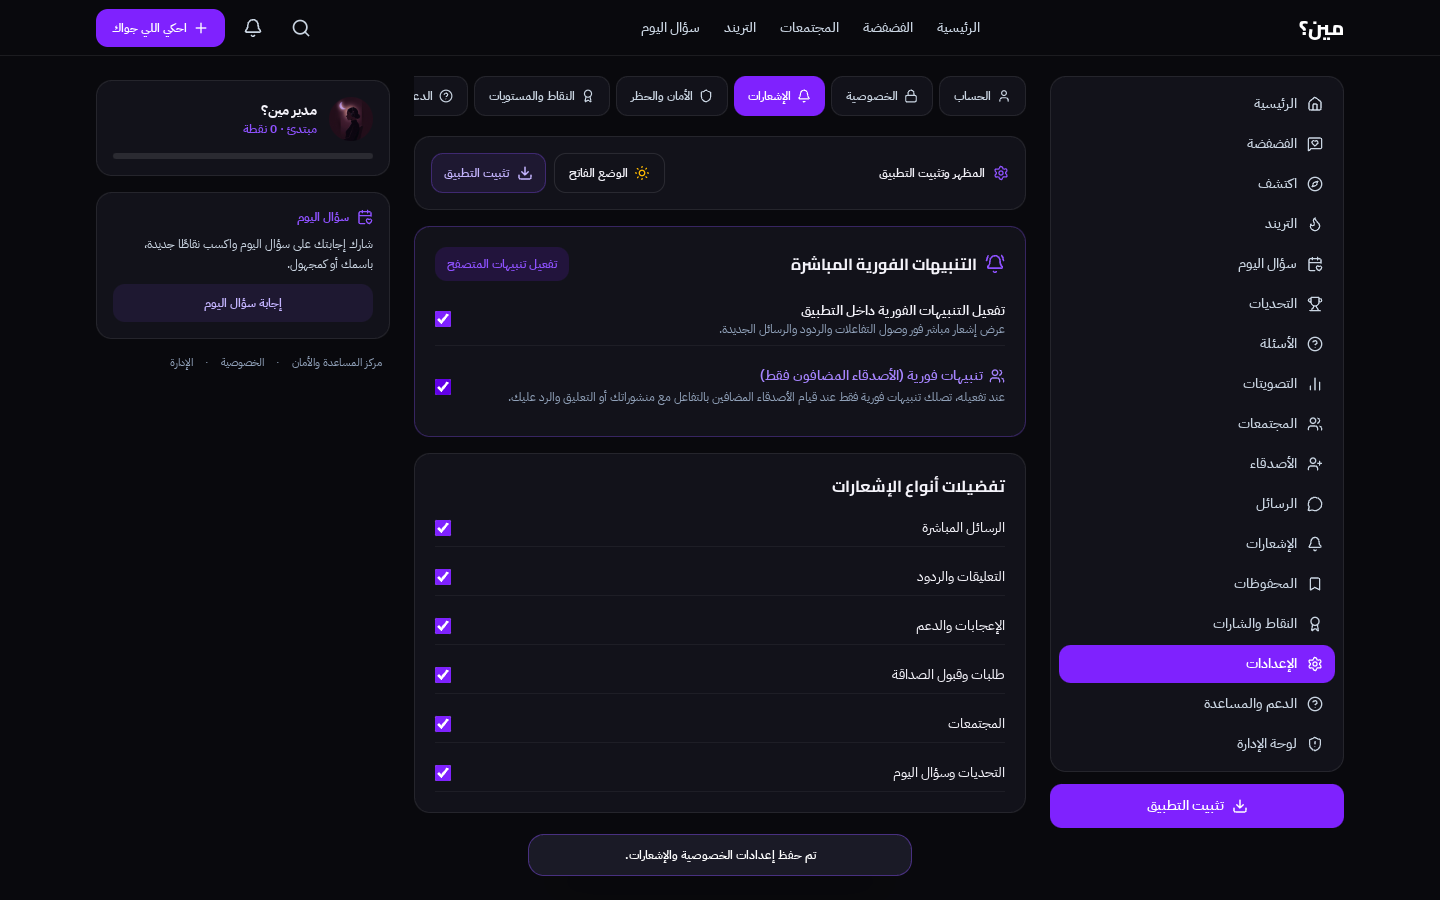 مين؟
الرئيسية
الفضفضة
المجتمعات
التريند
سؤال اليوم
احكي اللي جواك
الرئيسية
الفضفضة
اكتشف
التريند
سؤال اليوم
التحديات
الأسئلة
التصويتات
المجتمعات
الأصدقاء
الرسائل
الإشعارات
المحفوظات
النقاط والشارات
الإعدادات
الدعم والمساعدة
لوحة الإدارة
تثبيت التطبيق
الحساب
الخصوصية
الإشعارات
الأمان والحظر
النقاط والمستويات
الدع
المظهر وتثبيت التطبيق
الوضع الفاتح
تثبيت التطبيق
التنبيهات الفورية المباشرة
تفعيل تنبيهات المتصفح
تفعيل التنبيهات الفورية داخل التطبيق
عرض إشعار مباشر فور وصول التفاعلات والردود والرسائل الجديدة.
تنبيهات فورية (الأصدقاء المضافون فقط)
عند تفعيله، تصلك تنبيهات فورية فقط عند قيام الأصدقاء المضافين بالتفاعل مع منشوراتك أو التعليق والرد عليك.
تفضيلات أنواع الإشعارات
الرسائل المباشرة
التعليقات والردود
الإعجابات والدعم
طلبات وقبول الصداقة
المجتمعات
التحديات وسؤال اليوم
تم حفظ إعدادات الخصوصية والإشعارات.
مدير مين؟
مبتدئ · 0 نقطة
سؤال اليوم
شارك إجابتك على سؤال اليوم واكسب نقاطًا جديدة،
باسمك أو كمجهول.
إجابة سؤال اليوم
مركز المساعدة والأمان · الخصوصية · الإدارة